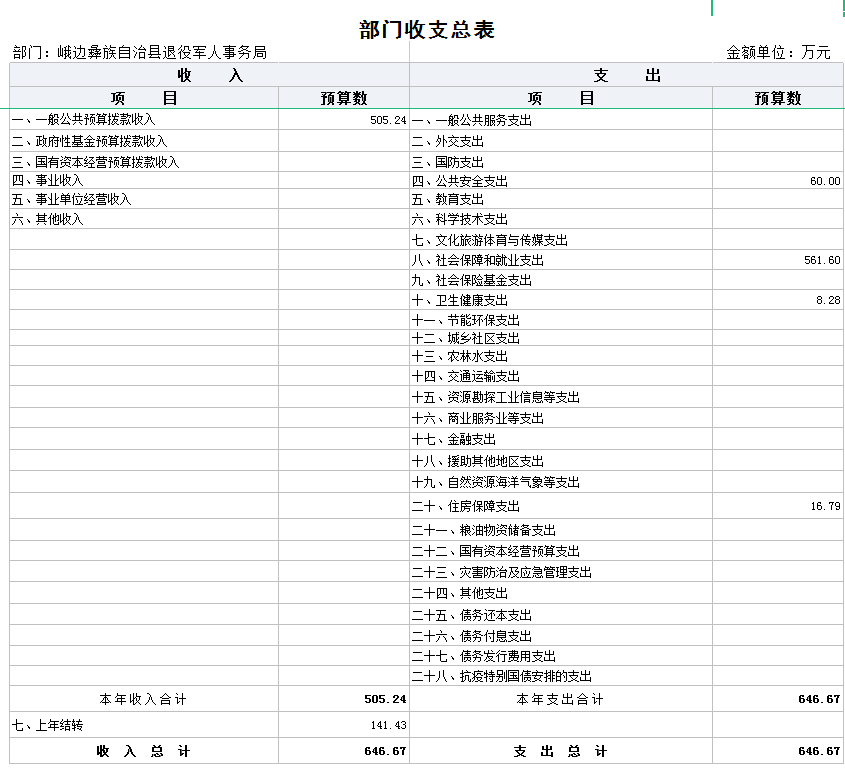 部门收支总表
部门：峨边彝族自治县退役军人事务局 金额单位：万元
收 入 支 出
项 目 预算数 项 目 预算数
一、一般公共预算拨款收入 505.24 一、一般公共服务支出
二、政府性基金预算拨款收入 二、外交支出
三、国有资本经营预算拨款收入 三、国防支出
四、事业收入 四、公共安全支出 60.00
五、事业单位经营收入 五、教育支出
六、其他收入 六、科学技术支出
七、文化旅游体育与传媒支出
八、社会保障和就业支出 561.60
九、社会保险基金支出
十、卫生健康支出 8.28
十一、节能环保支出
十二、城乡社区支出
十三、农林水支出
十四、交通运输支出
十五、资源勘探工业信息等支出
十六、商业服务业等支出
十七、金融支出
十八、援助其他地区支出
十九、自然资源海洋气象等支出
二十、住房保障支出 16.79
二十一、粮油物资储备支出
二十二、国有资本经营预算支出
二十三、灾害防治及应急管理支出
二十四、其他支出
二十五、债务还本支出
二十六、债务付息支出
二十七、债务发行费用支出
二十八、抗疫特别国债安排的支出
本年收入合计 505.24 本年支出合计 646.67
七、上年结转 141.43
收 入 总 计 646.67 支 出 总 计 646.67